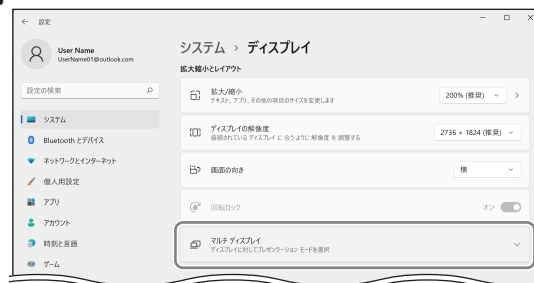 設定
User Name
UserName01@outlook.com
設定の検索
システム
Bluetooth とデバイス
ネットワークとインターネット
個人用設定
アプリ
アカウント
時刻と言語
ゲーム
システム > ディスプレイ
拡大縮小とレイアウト
拡大/縮小
テキスト、アプリ、その他の項目のサイズを変更します
200% (推奨)
ディスプレイの解像度
接続されている ディスプレイ に 合うように 解像度 を 調整する
2736 × 1824 (推奨)
画面の向き
横
回転ロック
オン
マルチ ディスプレイ
ディスプレイに対してプレゼンテーション モードを選択